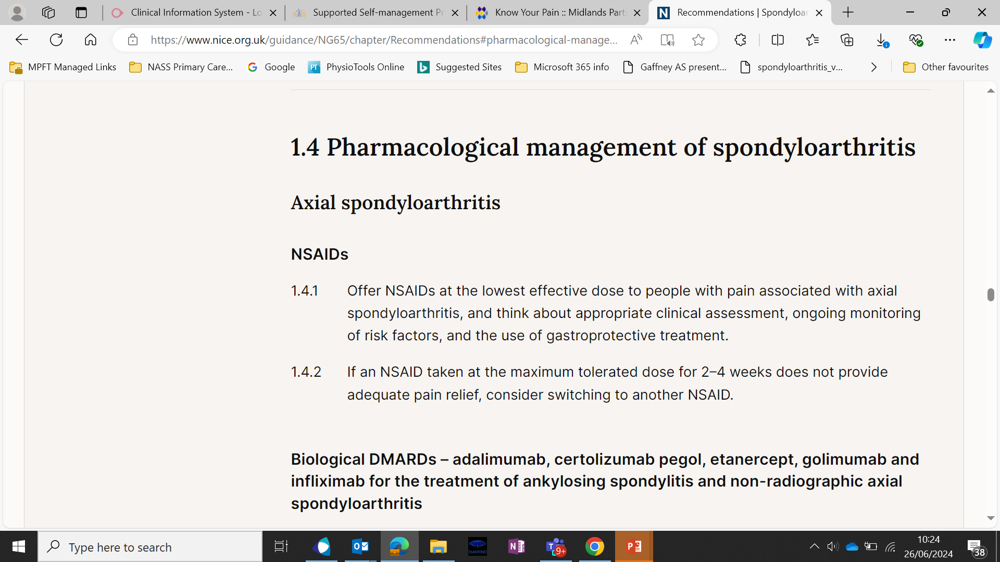 Clinical Information System - Lo
Supported Self-management Pr
Know Your Pain :: Midlands Part
Recommendations | Spondyloar
https://www.nice.org.uk/guidance/NG65/chapter/Recommendations#pharmacological-manage...
MPFT Managed Links
NASS Primary Care...
Google
PT
PhysioTools Online
Suggested Sites
Microsoft 365 info
Gaffney AS present...
spondyloarthritis_v...
Other favourites
1.4 Pharmacological management of spondyloarthritis
Axial spondyloarthritis
NSAIDs
1.4.1 Offer NSAIDs at the lowest effective dose to people with pain associated with axial
spondyloarthritis, and think about appropriate clinical assessment, ongoing monitoring
of risk factors, and the use of gastroprotective treatment.
1.4.2 If an NSAID taken at the maximum tolerated dose for 2–4 weeks does not provide
adequate pain relief, consider switching to another NSAID.
Biological DMARDs – adalimumab, certolizumab pegol, etanercept, golimumab and
infliximab for the treatment of ankylosing spondylitis and non-radiographic axial
spondyloarthritis
Type here to search
DIAMOND
9+
10:24
26/06/2024
38